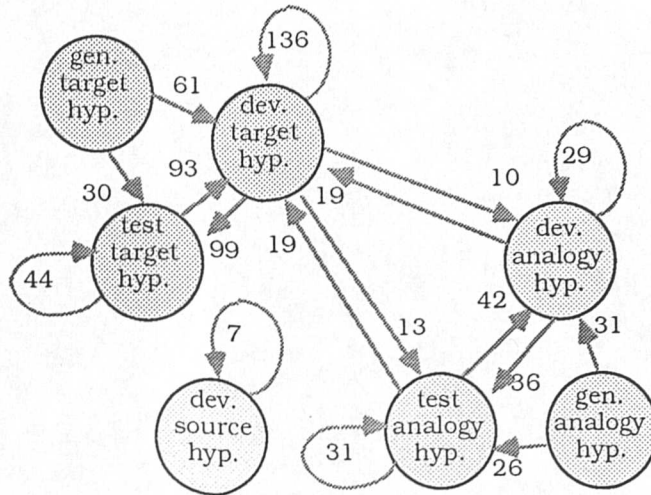 gen.
target
hyp.
61
136
dev.
target
hyp.
30
93
test
target
hyp.
99
44
19
19
10
29
dev.
analogy
hyp.
7
dev.
source
hyp.
13
42
36
31
test
analogy
hyp.
31
26
gen.
analogy
hyp.